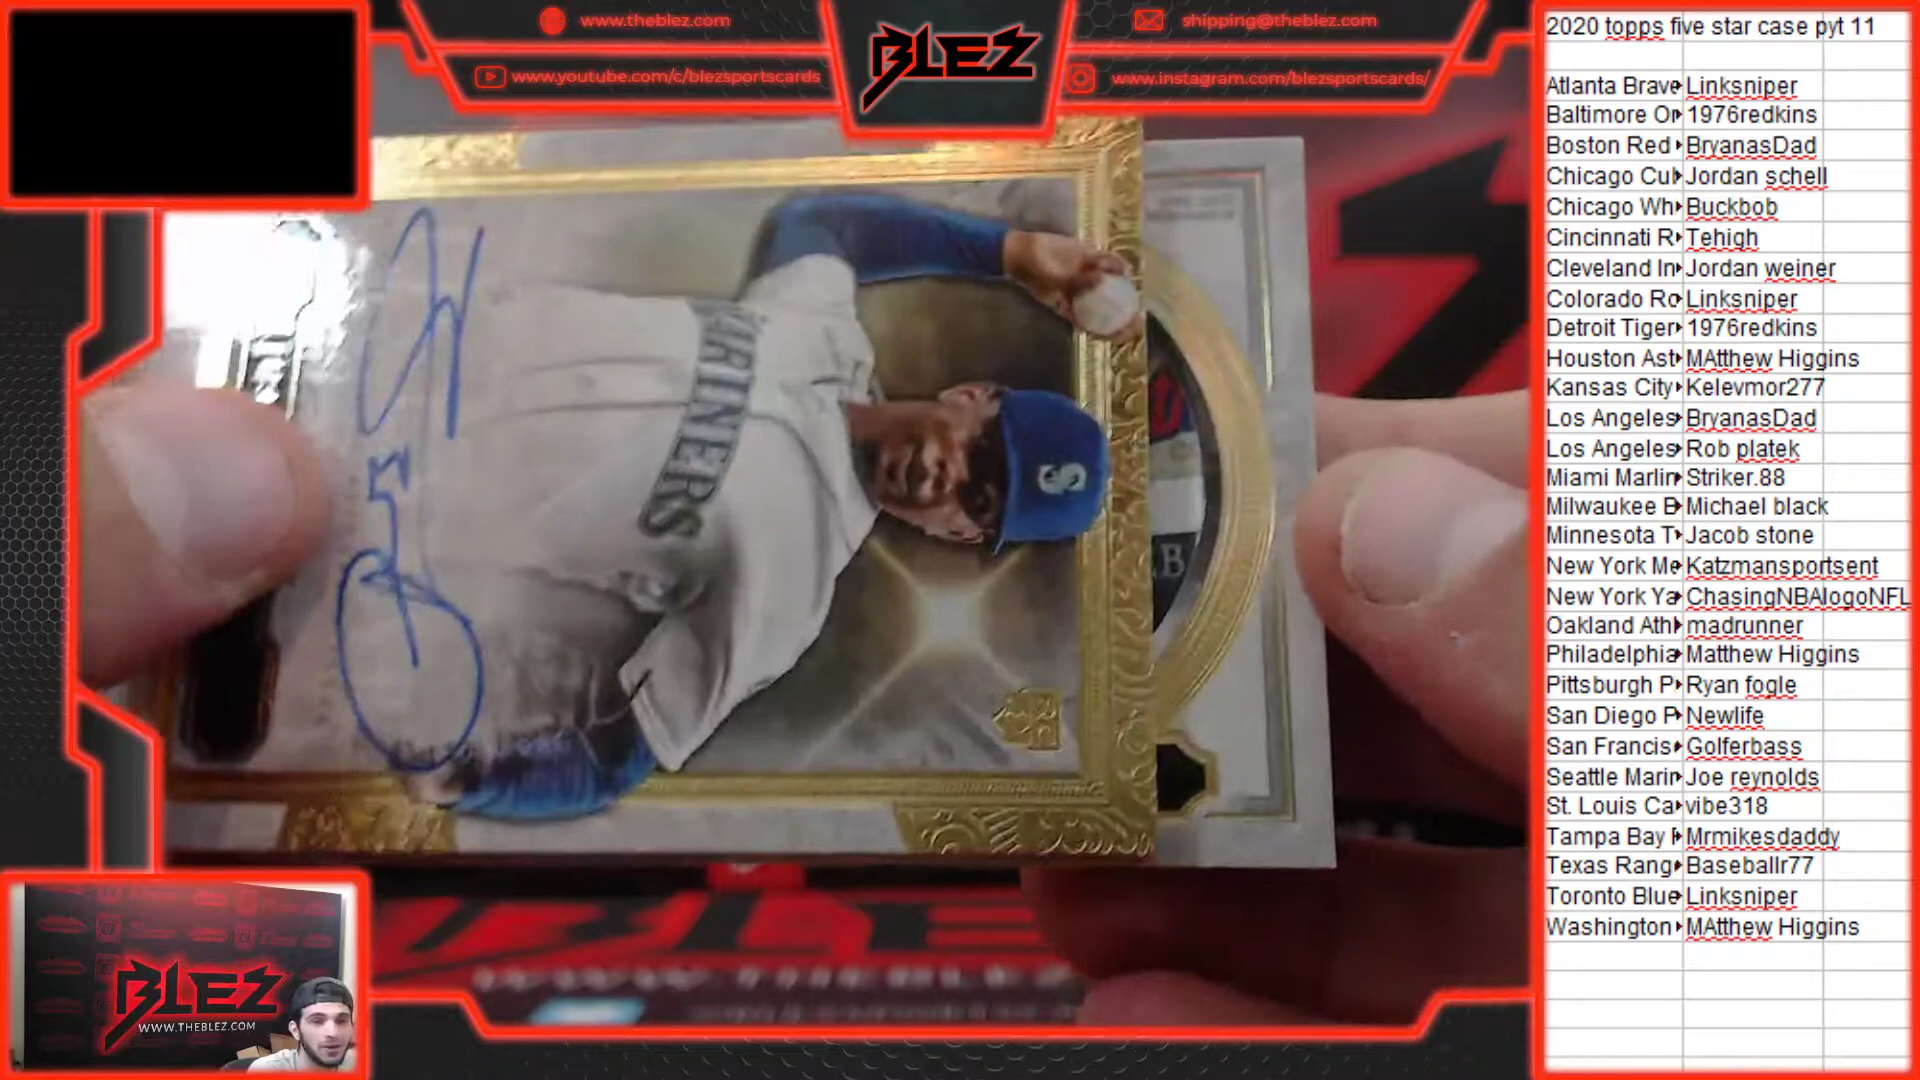 www.theblez.com
www.youtube.com/c/blezsportscards
BLEZ
shipping@theblez.com
www.instagram.com/blezsportscards/
MARINERS
S
BLEZ
WWW.THEBLEZ.COM
2020 topps five star case pyt 11
Atlanta Brave Linksniper
Baltimore Or 1976redkins
Boston Red BryanasDad
Chicago Cul Jordan schell
Chicago Wh Buckbob
Cincinnati R Tehigh
Cleveland In Jordan weiner
Colorado Ro Linksniper
Detroit Tiger 1976redkins
Houston Ast MAtthew Higgins
Kansas City Kelevmor277
Los Angeles BryanasDad
Los Angeles Rob platek
Miami Marlin Striker.88
Milwaukee B Michael black
Minnesota T Jacob stone
New York Me Katzmansportsent
New York Ya ChasingNBAlogoNFL
Oakland Ath madrunner
Philadelphia Matthew Higgins
Pittsburgh P Ryan fogle
San Diego P Newlife
San Francis Golferbass
Seattle Marin Joe reynolds
St. Louis Ca vibe318
Tampa Bay Mrmikesdaddy
Texas Rang Baseballr77
Toronto Blue Linksniper
Washington MAtthew Higgins